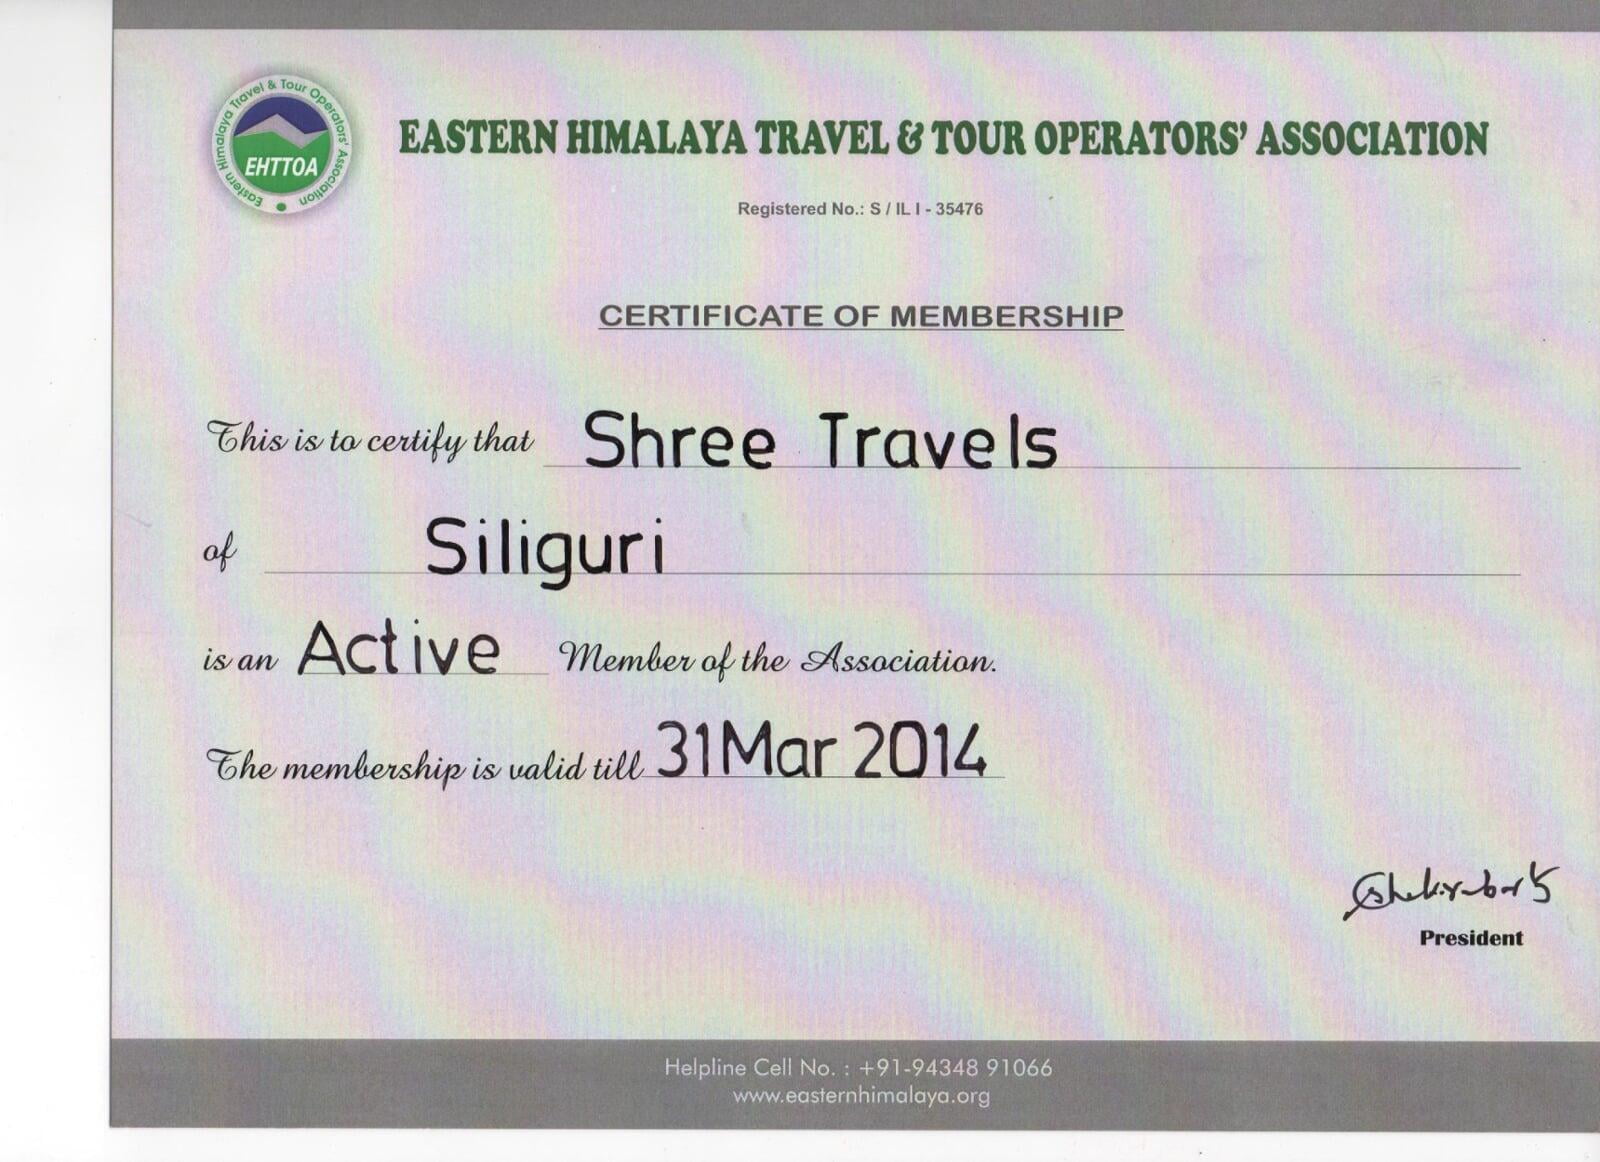 Eastern Himalaya Travel & Tour Operators' Association
EHTTOA
EASTERN HIMALAYA TRAVEL & TOUR OPERATORS' ASSOCIATION
Registered No.: S / IL I - 35476
CERTIFICATE OF MEMBERSHIP
This is to certify that Shree Travels
of Siliguri
is an Active Member of the Association.
The membership is valid till 31 Mar 2014
President
Helpline Cell No. : +91-94348 91066
www.easternhimalaya.org